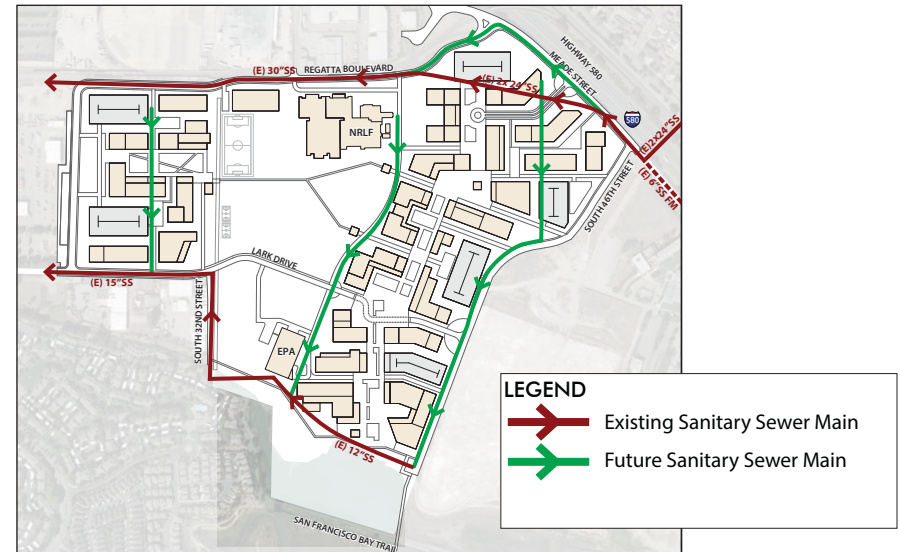 HIGHWAY 580
MEADE STREET
(E) 30"SS
REGATTA BOULEVARD
(E) 2x 24"SS
580
NRLF
(E)2x24"SS
(E) 6"SS FM
SOUTH 46TH STREET
LARK DRIVE
(E) 15"SS
SOUTH 32ND STREET
EPA
(E) 12"SS
SAN FRANCISCO BAY TRAIL
LEGEND
Existing Sanitary Sewer Main
Future Sanitary Sewer Main